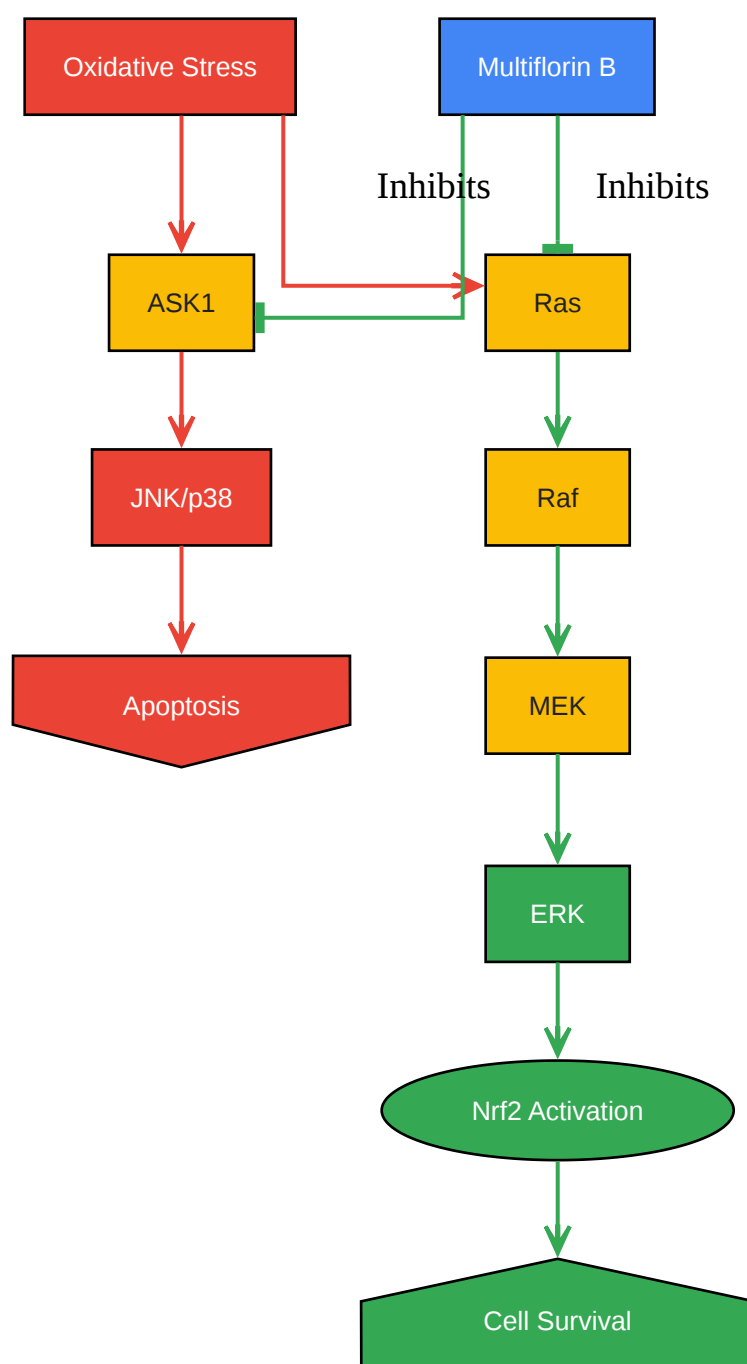 Oxidative Stress
Multiflorin B
Inhibits
Inhibits
ASK1
Ras
JNK/p38
Raf
Apoptosis
MEK
ERK
Nrf2 Activation
Cell Survival